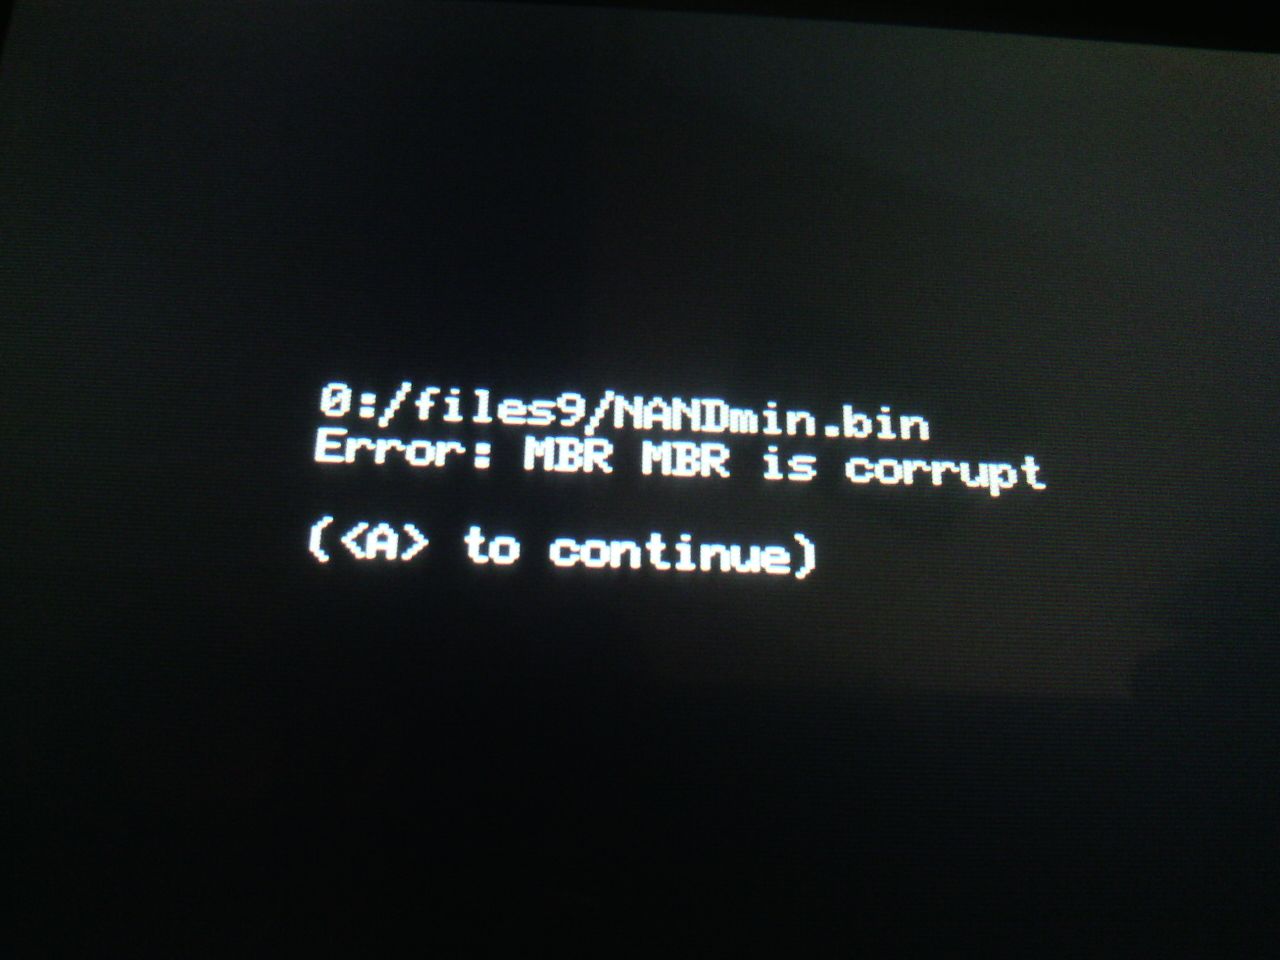 0:/files9/NANDmin.bin
Error: MBR MBR is corrupt
(<A> to continue)